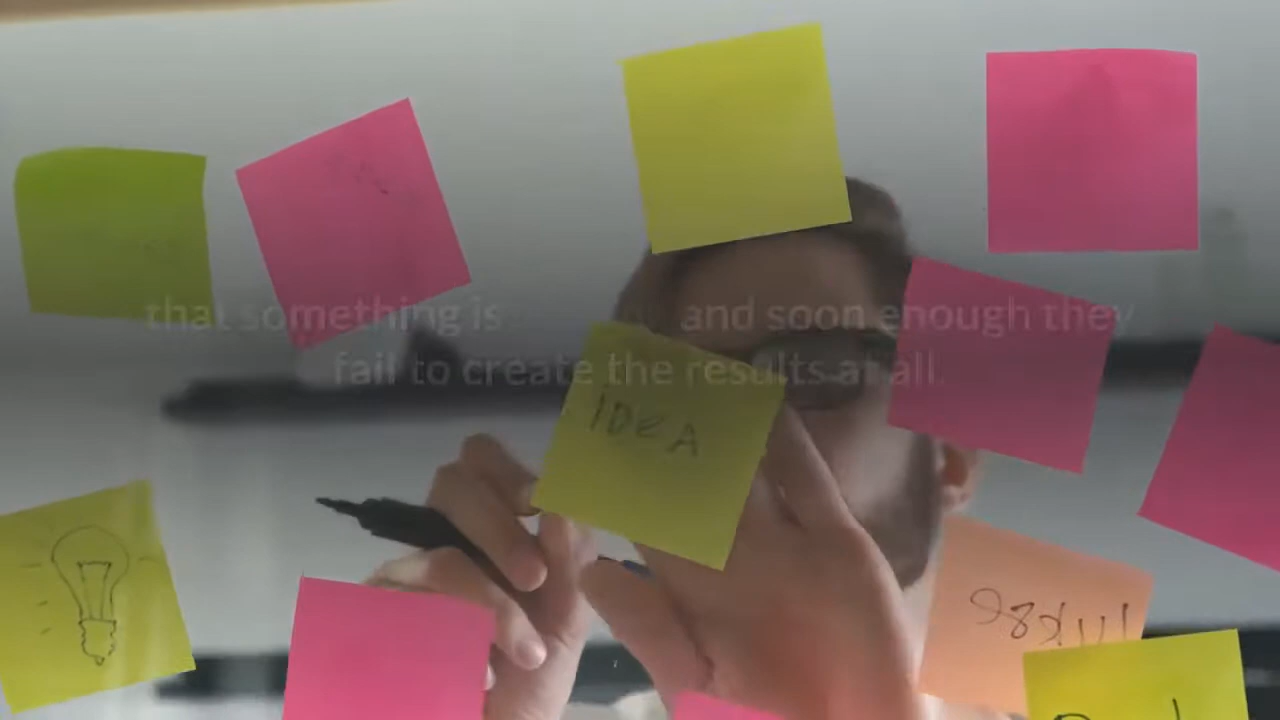 that something is and soon enough they
fail to create the results at all.
IDEA